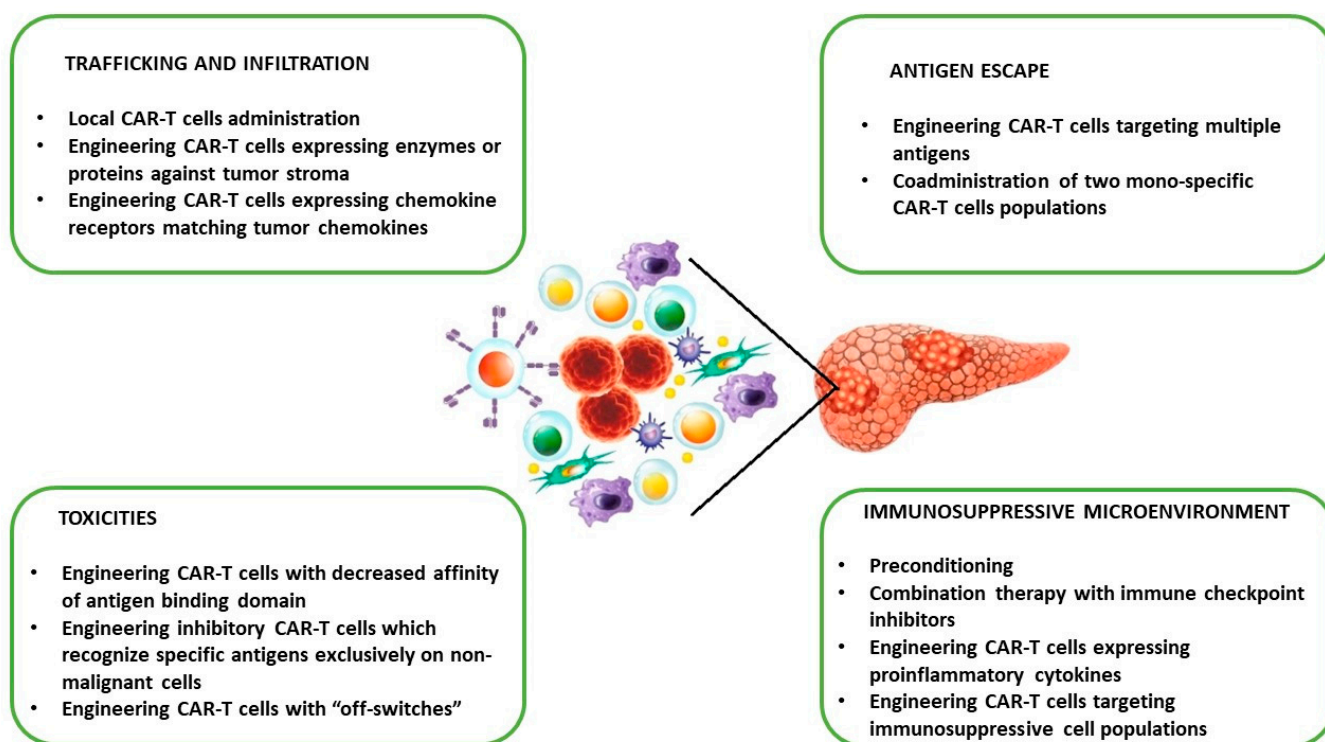 TRAFFICKING AND INFILTRATION
• Local CAR-T cells administration
• Engineering CAR-T cells expressing enzymes or
proteins against tumor stroma
• Engineering CAR-T cells expressing chemokine
receptors matching tumor chemokines
ANTIGEN ESCAPE
• Engineering CAR-T cells targeting multiple
antigens
• Coadministration of two mono-specific
CAR-T cells populations
TOXICITIES
• Engineering CAR-T cells with decreased affinity
of antigen binding domain
• Engineering inhibitory CAR-T cells which
recognize specific antigens exclusively on non-
malignant cells
• Engineering CAR-T cells with “off-switches”
IMMUNOSUPPRESSIVE MICROENVIRONMENT
• Preconditioning
• Combination therapy with immune checkpoint
inhibitors
• Engineering CAR-T cells expressing
proinflammatory cytokines
• Engineering CAR-T cells targeting
immunosuppressive cell populations